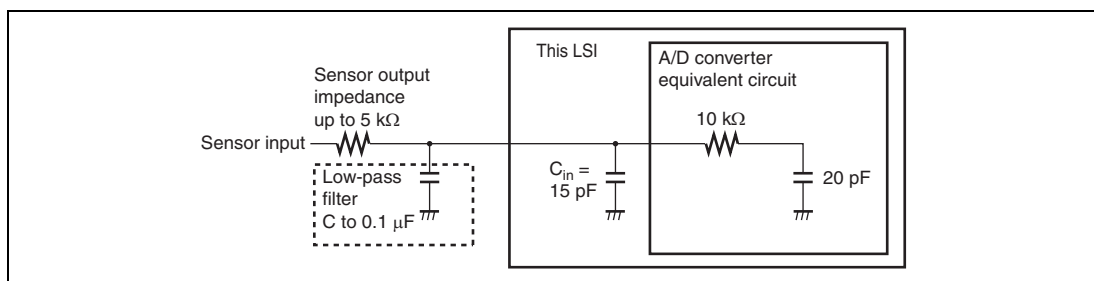 This LSI
A/D converter
equivalent circuit
Sensor output
impedance
up to 5 kΩ
10 kΩ
Sensor input
Low-pass
filter
C to 0.1 μF
Cin =
15 pF
20 pF